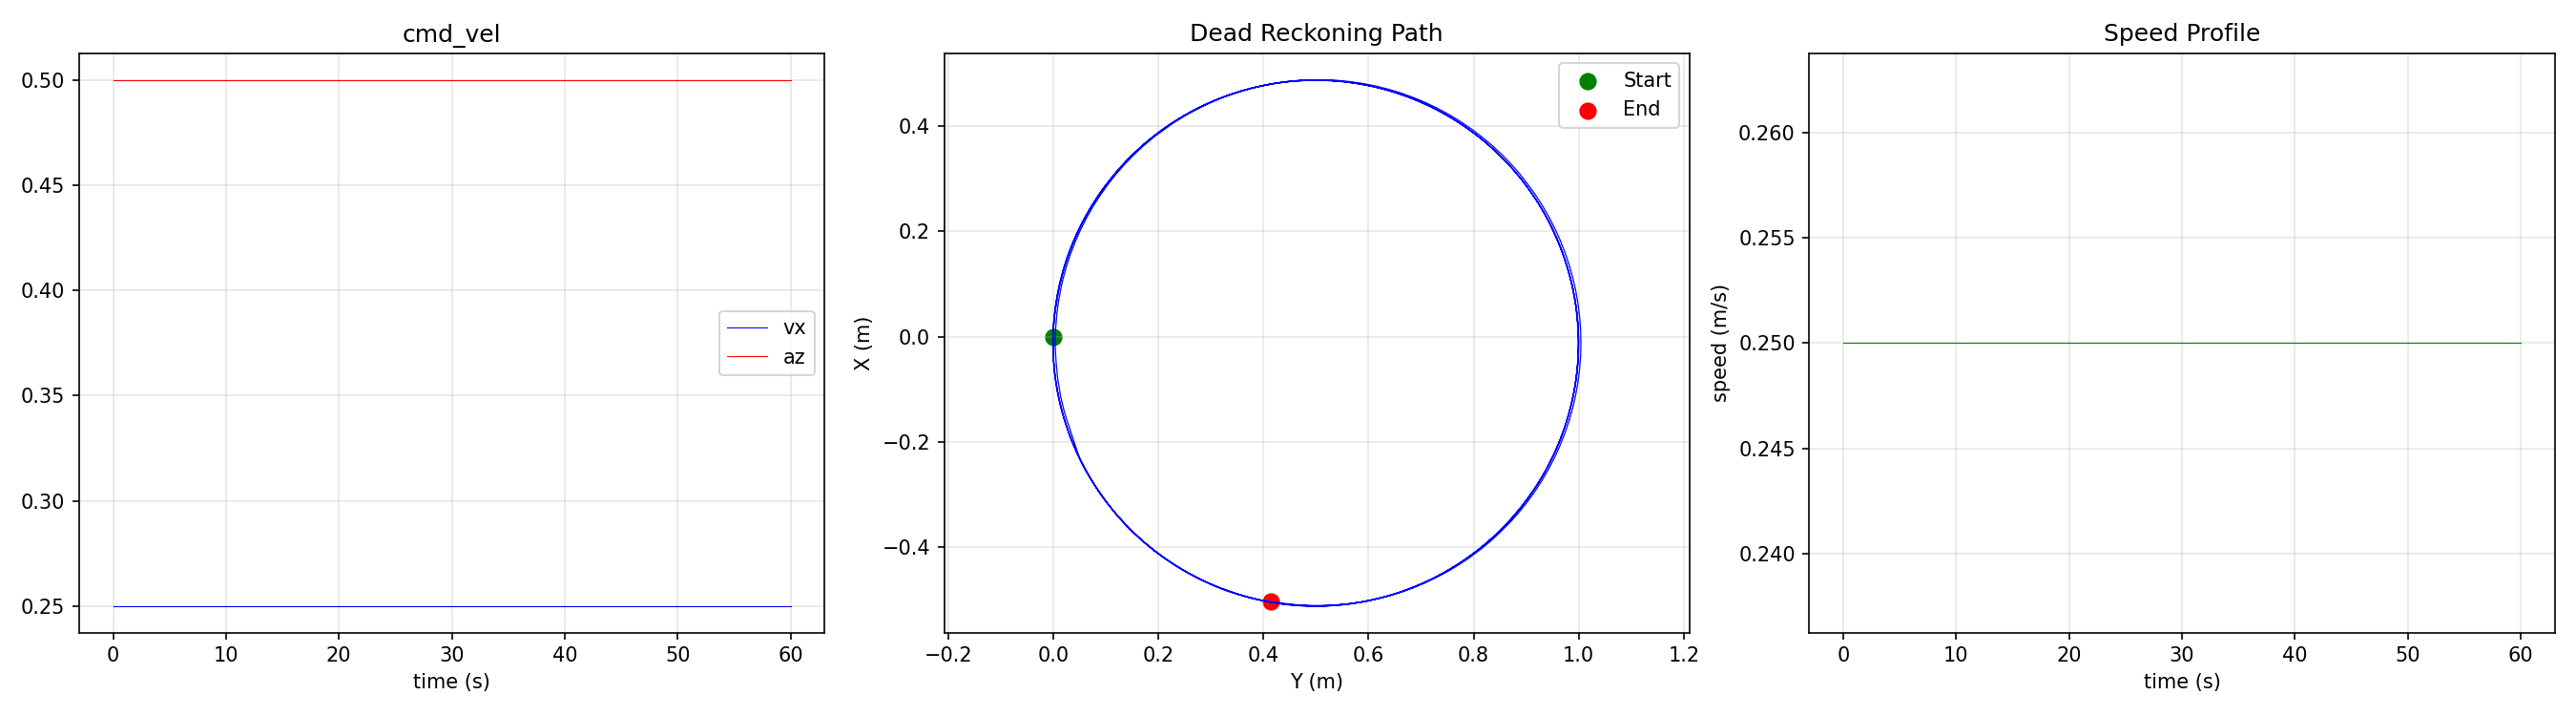 cmd_vel
0.50
0.45
0.40
0.35
0.30
0.25
vx
az
0 10 20 30 40 50 60
time (s)
Dead Reckoning Path
X (m)
0.4
0.2
0.0
−0.2
−0.4
Start
End
−0.2 0.0 0.2 0.4 0.6 0.8 1.0 1.2
Y (m)
Speed Profile
speed (m/s)
0.260
0.255
0.250
0.245
0.240
0 10 20 30 40 50 60
time (s)